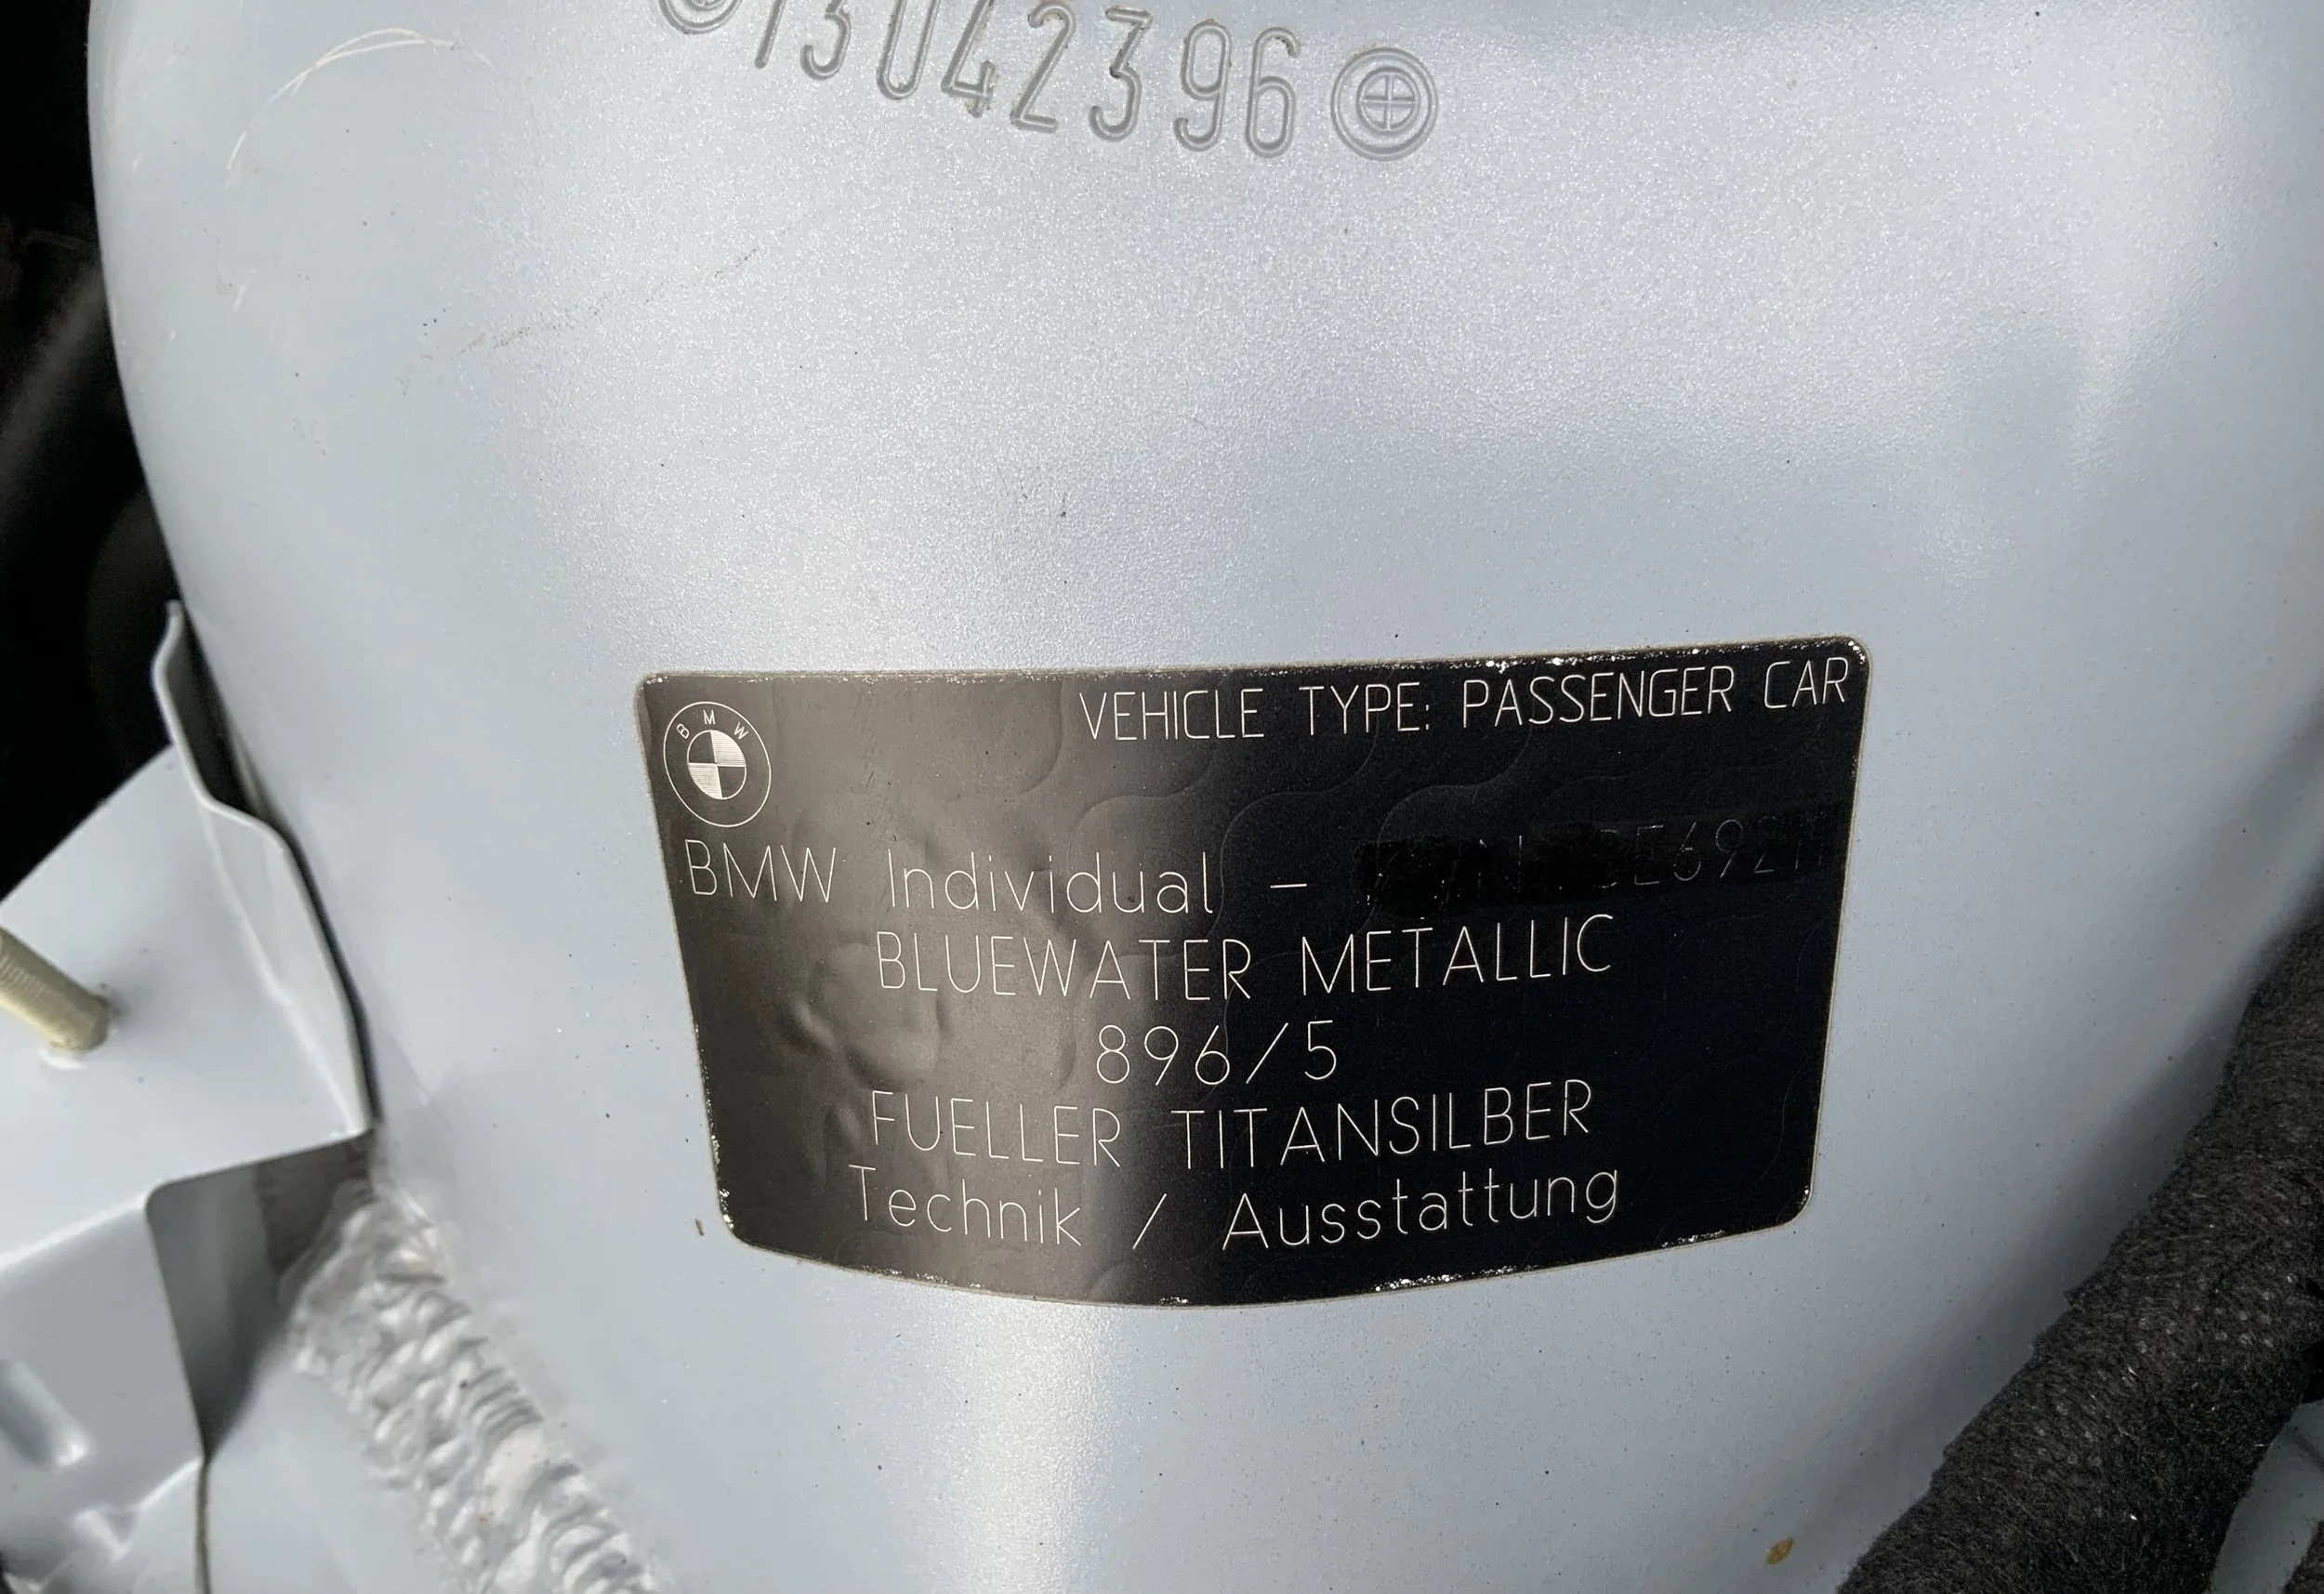 13042396
VEHICLE TYPE: PASSENGER CAR
BMW
BMW Individual -
BLUEWATER METALLIC
896/5
FUELLER TITANSILBER
Technik / Ausstattung